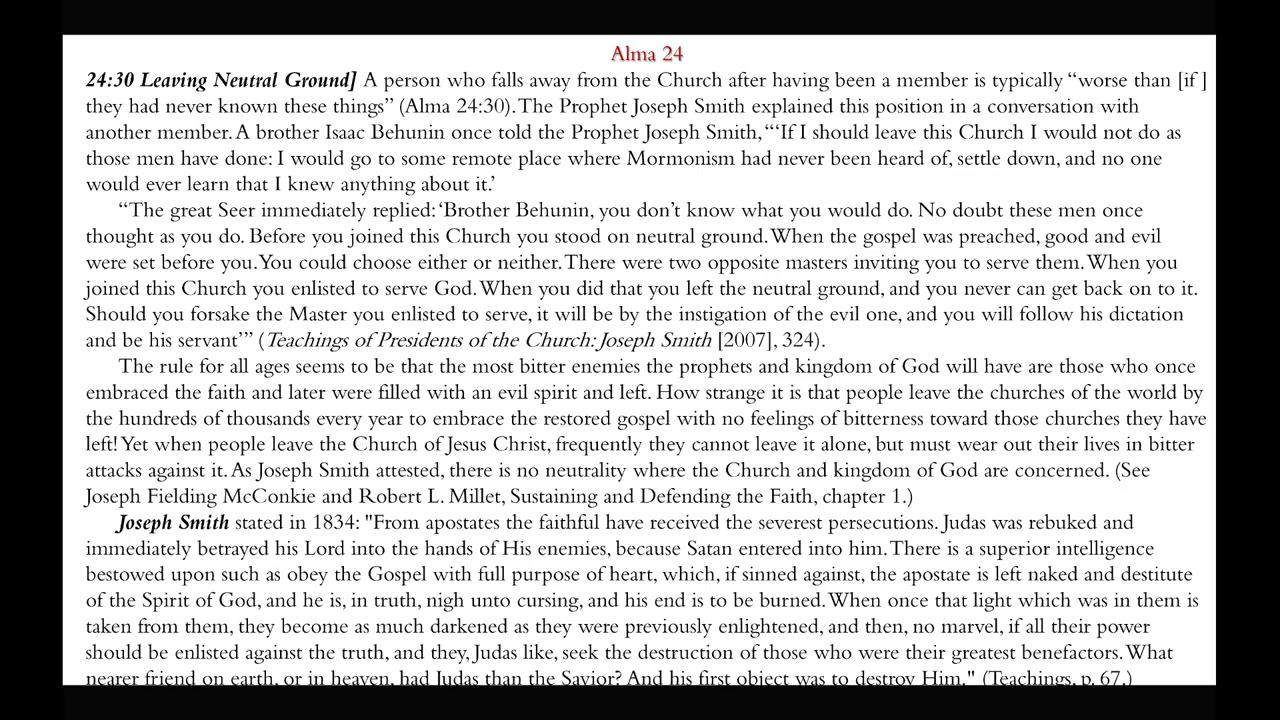 Alma 24
24:30 Leaving Neutral Ground] A person who falls away from the Church after having been a member is typically “worse than [if ]
they had never known these things” (Alma 24:30). The Prophet Joseph Smith explained this position in a conversation with
another member. A brother Isaac Behunin once told the Prophet Joseph Smith, “‘If I should leave this Church I would not do as
those men have done: I would go to some remote place where Mormonism had never been heard of, settle down, and no one
would ever learn that I knew anything about it.’
“The great Seer immediately replied: ‘Brother Behunin, you don’t know what you would do. No doubt these men once
thought as you do. Before you joined this Church you stood on neutral ground. When the gospel was preached, good and evil
were set before you. You could choose either or neither. There were two opposite masters inviting you to serve them. When you
joined this Church you enlisted to serve God. When you did that you left the neutral ground, and you never can get back on to it.
Should you forsake the Master you enlisted to serve, it will be by the instigation of the evil one, and you will follow his dictation
and be his servant’” (Teachings of Presidents of the Church: Joseph Smith [2007], 324).
The rule for all ages seems to be that the most bitter enemies the prophets and kingdom of God will have are those who once
embraced the faith and later were filled with an evil spirit and left. How strange it is that people leave the churches of the world by
the hundreds of thousands every year to embrace the restored gospel with no feelings of bitterness toward those churches they have
left! Yet when people leave the Church of Jesus Christ, frequently they cannot leave it alone, but must wear out their lives in bitter
attacks against it. As Joseph Smith attested, there is no neutrality where the Church and kingdom of God are concerned. (See
Joseph Fielding McConkie and Robert L. Millet, Sustaining and Defending the Faith, chapter 1.)
Joseph Smith stated in 1834: "From apostates the faithful have received the severest persecutions. Judas was rebuked and
immediately betrayed his Lord into the hands of His enemies, because Satan entered into him. There is a superior intelligence
bestowed upon such as obey the Gospel with full purpose of heart, which, if sinned against, the apostate is left naked and destitute
of the Spirit of God, and he is, in truth, nigh unto cursing, and his end is to be burned. When once that light which was in them is
taken from them, they become as much darkened as they were previously enlightened, and then, no marvel, if all their power
should be enlisted against the truth, and they, Judas like, seek the destruction of those who were their greatest benefactors. What
nearer friend on earth, or in heaven, had Judas than the Savior? And his first object was to destroy Him." (Teachings, p. 67.)